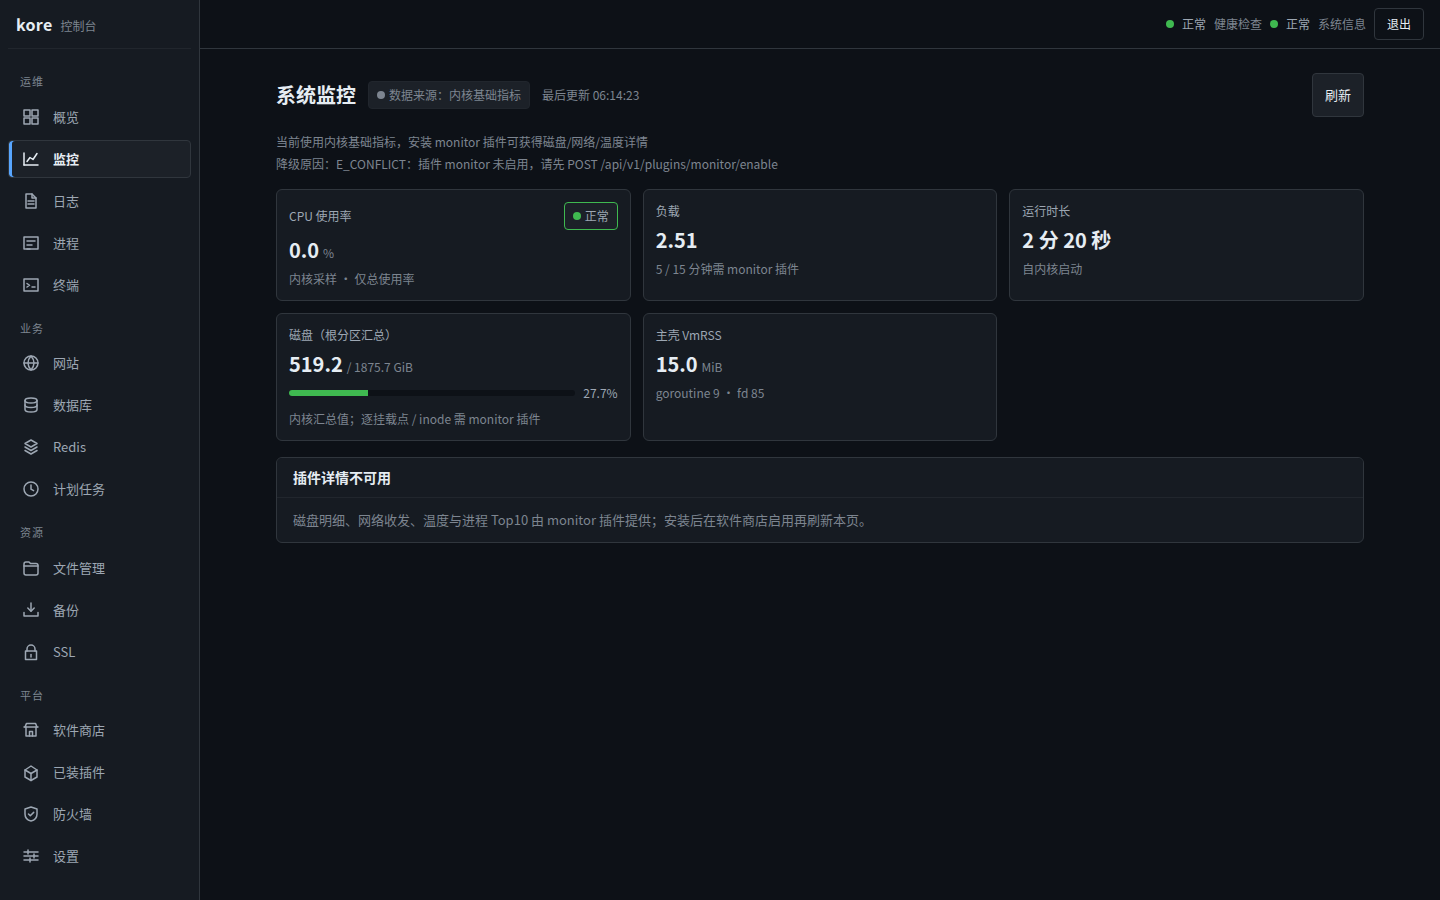 kore 控制台
正常 健康检查 正常 系统信息 退出
运维
概览
监控
日志
进程
终端
业务
网站
数据库
Redis
计划任务
资源
文件管理
备份
SSL
平台
软件商店
已装插件
防火墙
设置
系统监控 数据来源：内核基础指标 最后更新 06:14:23 刷新
当前使用内核基础指标，安装 monitor 插件可获得磁盘/网络/温度详情
降级原因：E_CONFLICT：插件 monitor 未启用，请先 POST /api/v1/plugins/monitor/enable
CPU 使用率 正常
0.0 %
内核采样 · 仅总使用率
负载
2.51
5 / 15 分钟需 monitor 插件
运行时长
2 分 20 秒
自内核启动
磁盘（根分区汇总）
519.2 / 1875.7 GiB
27.7%
内核汇总值；逐挂载点 / inode 需 monitor 插件
主壳 VmRSS
15.0 MiB
goroutine 9 · fd 85
插件详情不可用
磁盘明细、网络收发、温度与进程 Top10 由 monitor 插件提供；安装后在软件商店启用再刷新本页。